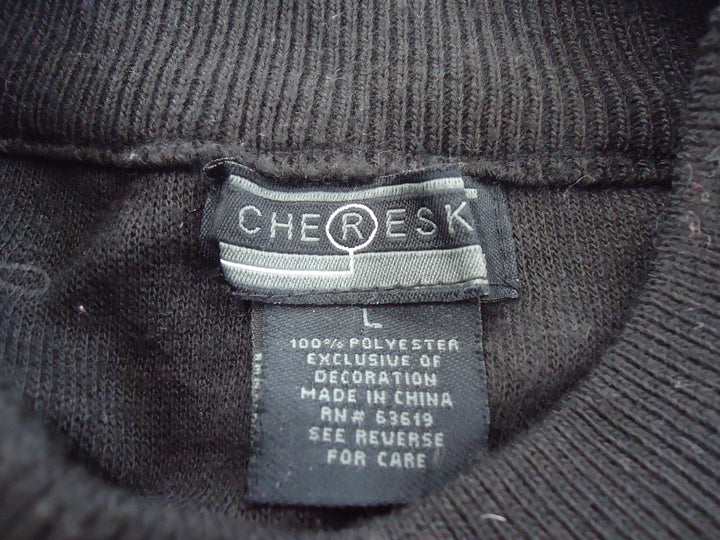 CHERESK
L
100% POLYESTER
EXCLUSIVE OF
DECORATION
MADE IN CHINA
RN# 63619
SEE REVERSE
FOR CARE